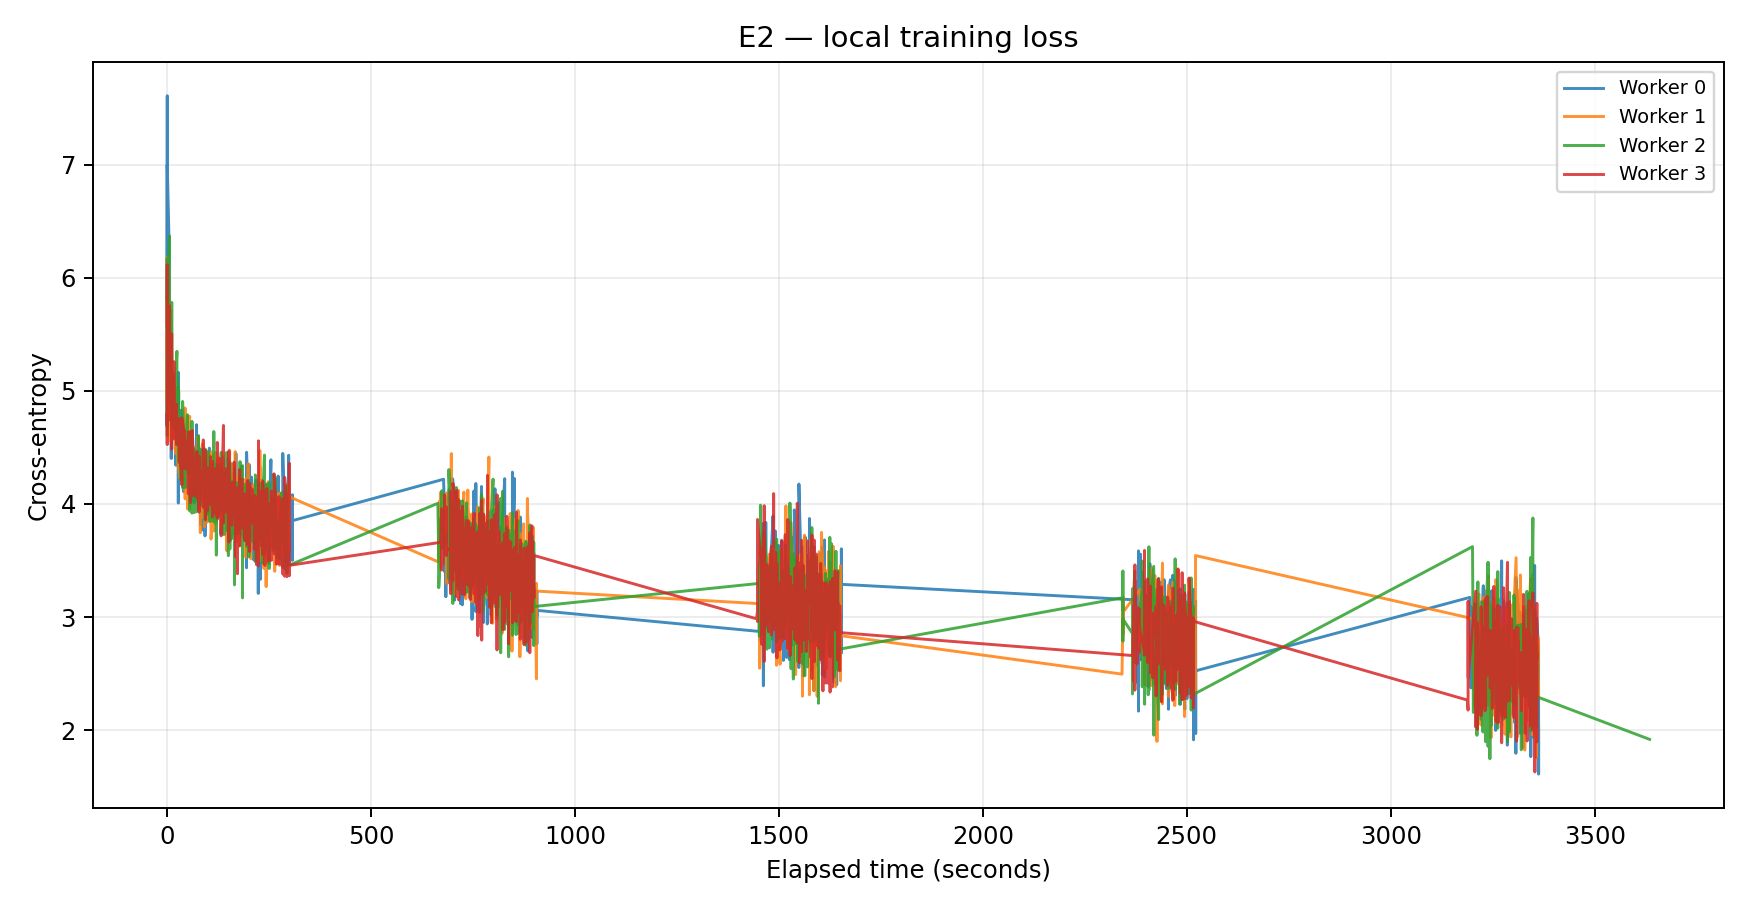 E2 — local training loss
Worker 0
Worker 1
Worker 2
Worker 3
7
6
5
4
3
2
Cross-entropy
0 500 1000 1500 2000 2500 3000 3500
Elapsed time (seconds)